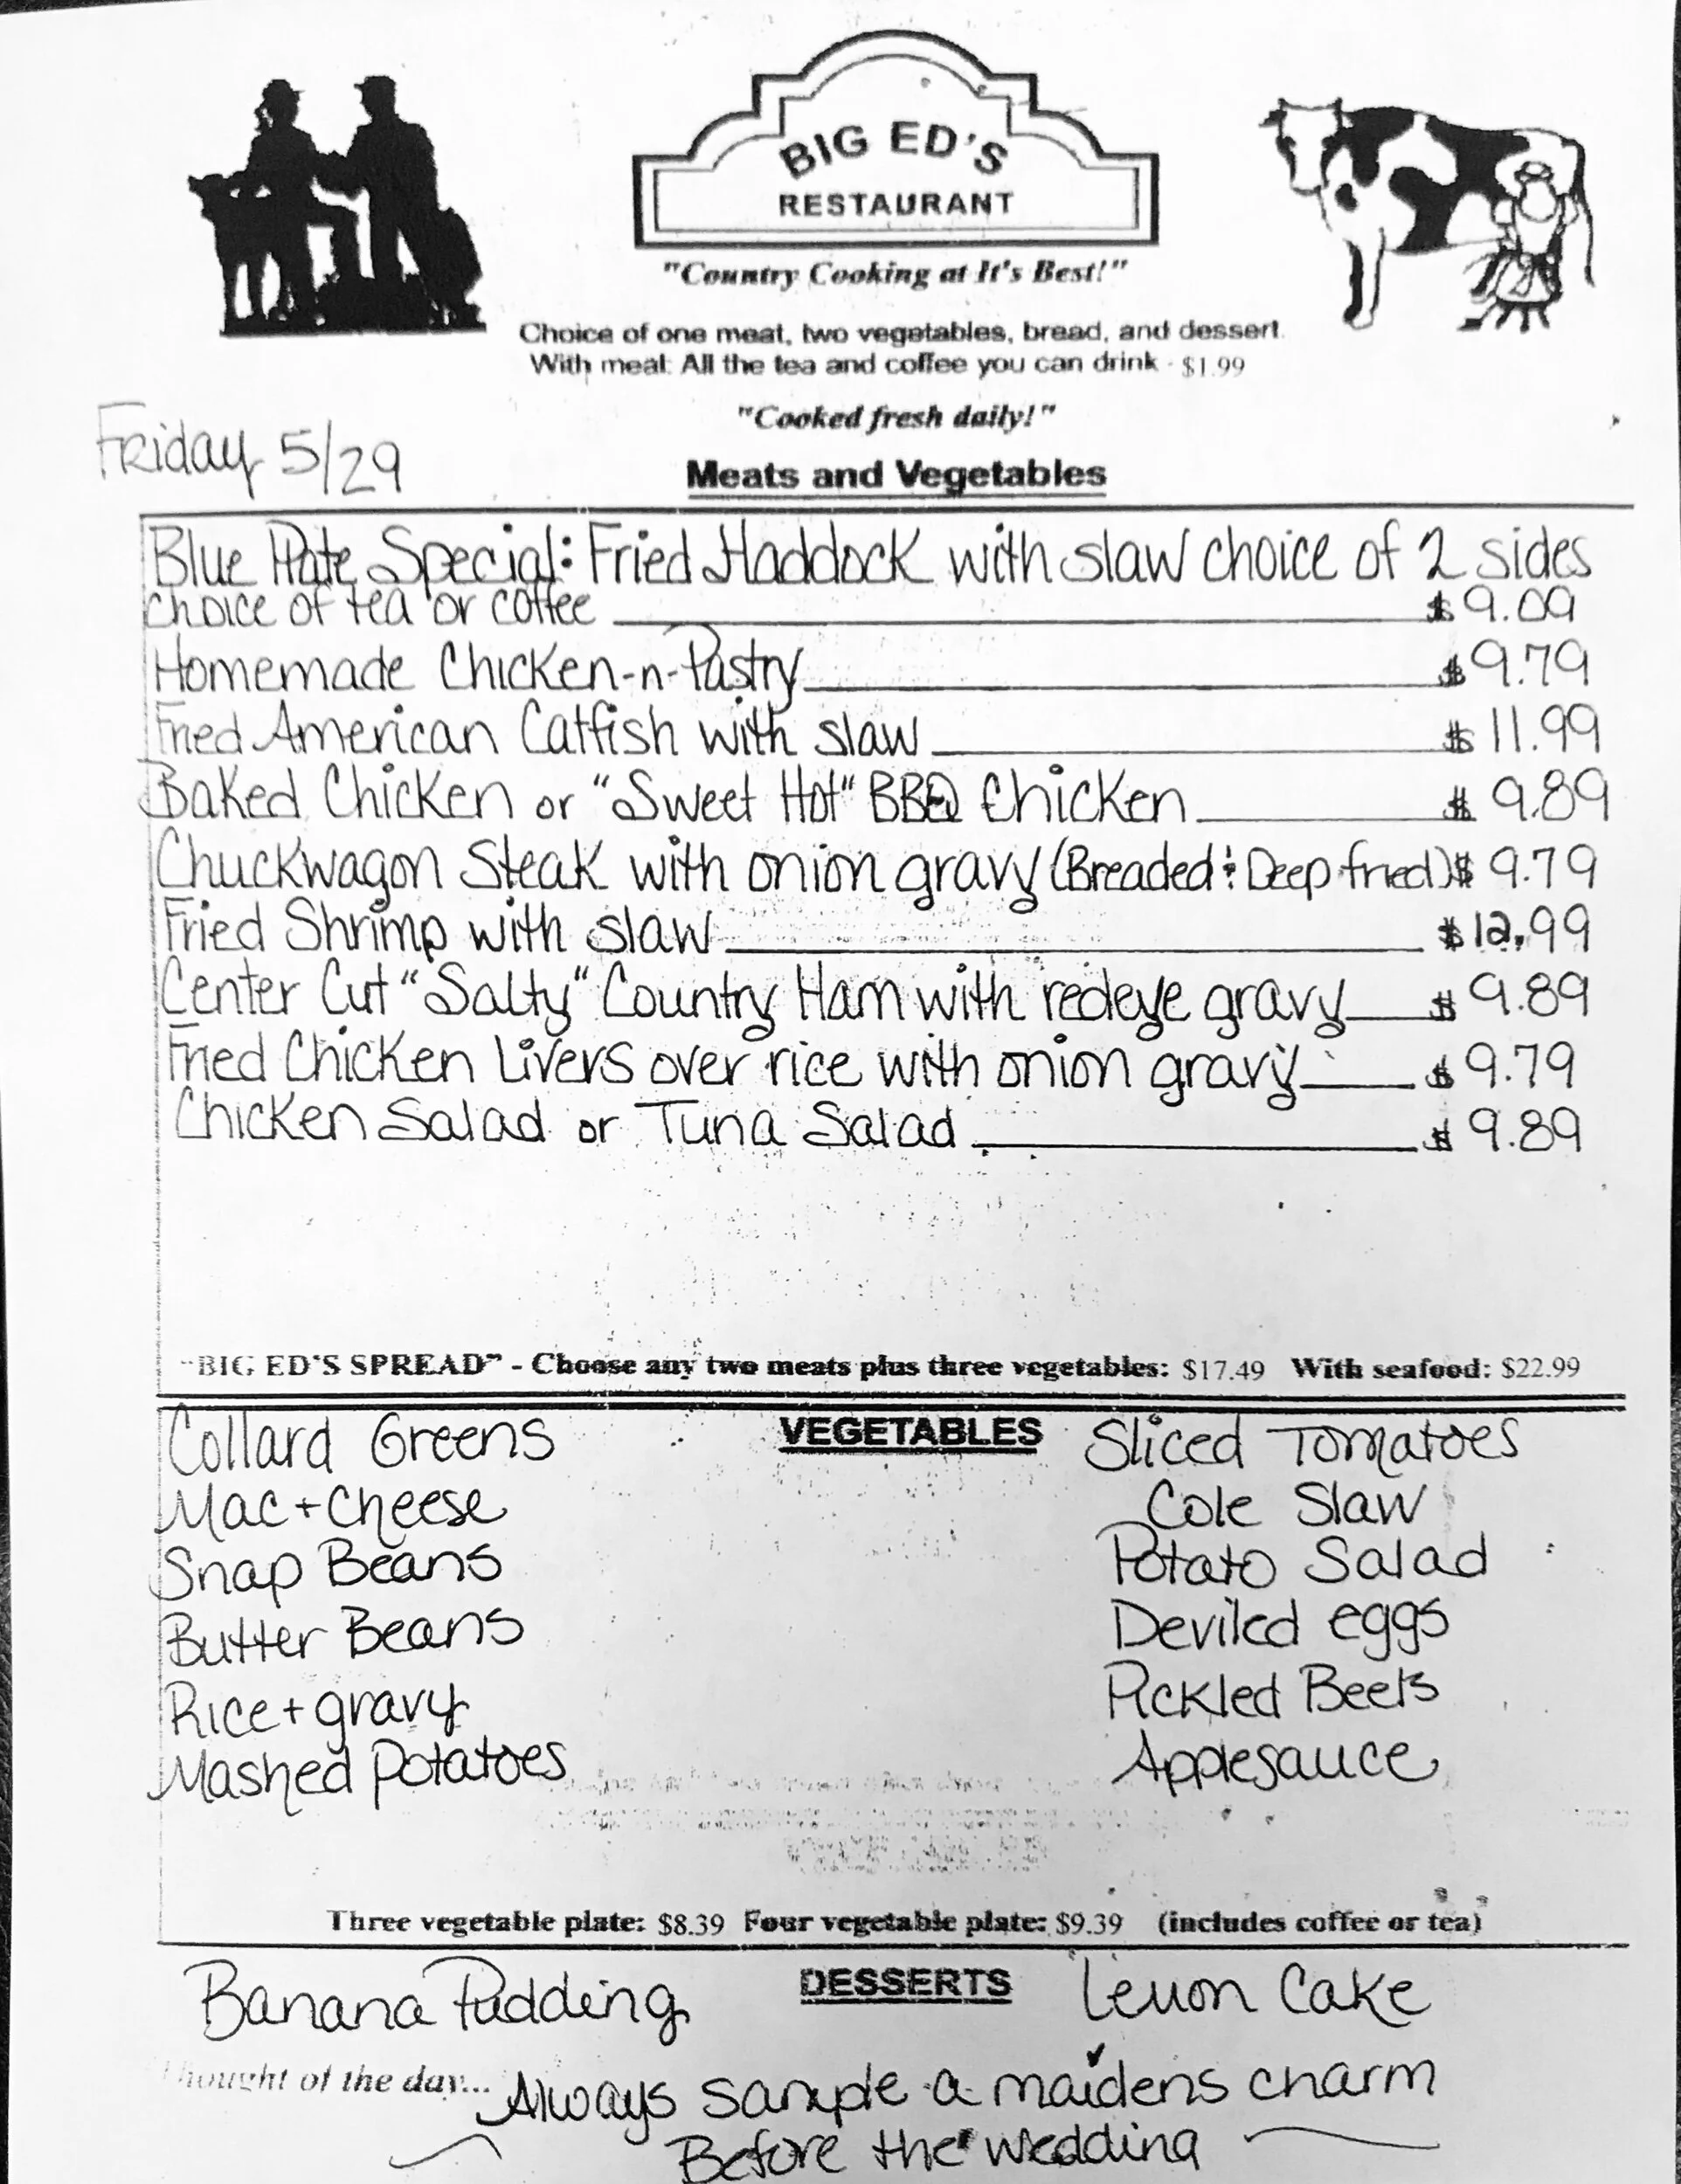 BIG ED'S
RESTAURANT
"Country Cooking at It's Best!"
Choice of one meat, two vegetables, bread, and dessert.
With meal: All the tea and coffee you can drink - $1.99
"Cooked fresh daily!"
Friday 5/29
Meats and Vegetables
Blue Plate Special: Fried Haddock with slaw choice of 2 sides
choice of tea or coffee $9.09
Homemade Chicken-n-Pastry $9.79
Fried American Catfish with slaw $11.99
Baked Chicken or "Sweet Hot" BBQ Chicken $9.89
Chuckwagon Steak with onion gravy (Breaded & Deep fried) $9.79
Fried Shrimp with slaw $12.99
Center Cut "Salty" Country Ham with redeye gravy $9.89
Fried Chicken Livers over rice with onion gravy $9.79
Chicken Salad or Tuna Salad $9.89
"BIG ED'S SPREAD" - Choose any two meats plus three vegetables: $17.49 With seafood: $22.99
VEGETABLES
Collard Greens Sliced Tomatoes
Mac + Cheese Cole Slaw
Snap Beans Potato Salad
Butter Beans Deviled eggs
Rice + gravy Pickled Beets
Mashed Potatoes Applesauce
Three vegetable plate: $8.39 Four vegetable plate: $9.39 (includes coffee or tea)
DESSERTS
Banana Pudding Lemon Cake
Thought of the day... Always sample a maidens charm
Before the wedding